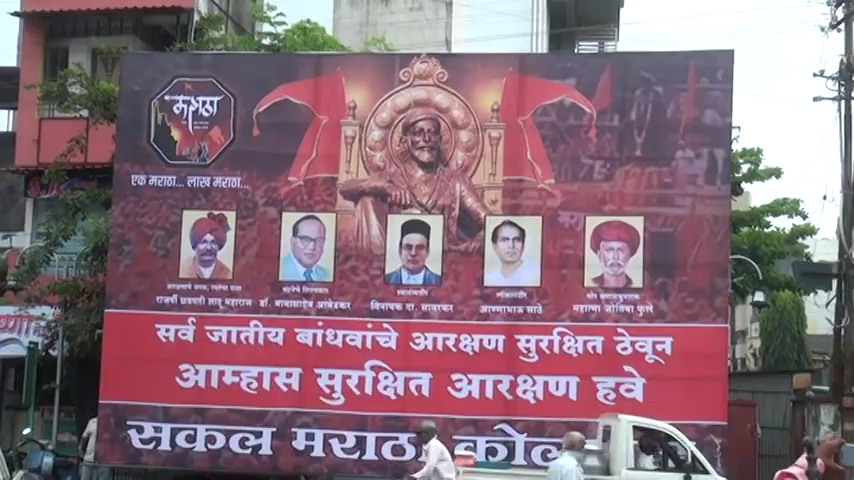 मराठा
एक मराठा... लाख मराठा...
राजर्षी छत्रपती शाहू महाराज
डॉ. बाबासाहेब आंबेडकर
विनायक दा. सावरकर
आण्णाभाऊ साठे
महात्मा जोतिबा फुले
सर्व जातीय बांधवांचे आरक्षण सुरक्षित ठेवून
आम्हास सुरक्षित आरक्षण हवे
सकल मराठा